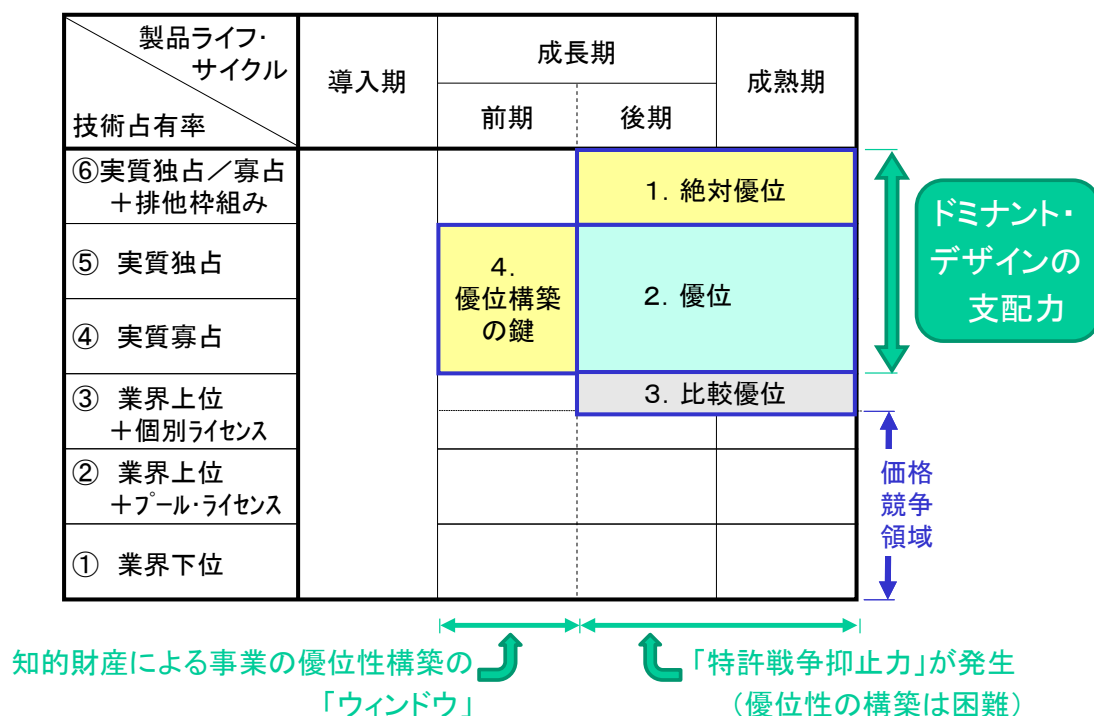 製品ライフ・
サイクル
技術占有率
導入期
成長期
前期
後期
成熟期
⑥実質独占／寡占
＋排他枠組み
⑤ 実質独占
④ 実質寡占
③ 業界上位
＋個別ﾗｲｾﾝｽ
② 業界上位
＋ﾌﾟｰﾙ･ﾗｲｾﾝｽ
① 業界下位
1．絶対優位
4．
優位構築
の鍵
2．優位
3．比較優位
ドミナント・
デザインの
支配力
価格
競争
領域
知的財産による事業の優位性構築の
「ウィンドウ」
「特許戦争抑止力」が発生
（優位性の構築は困難）